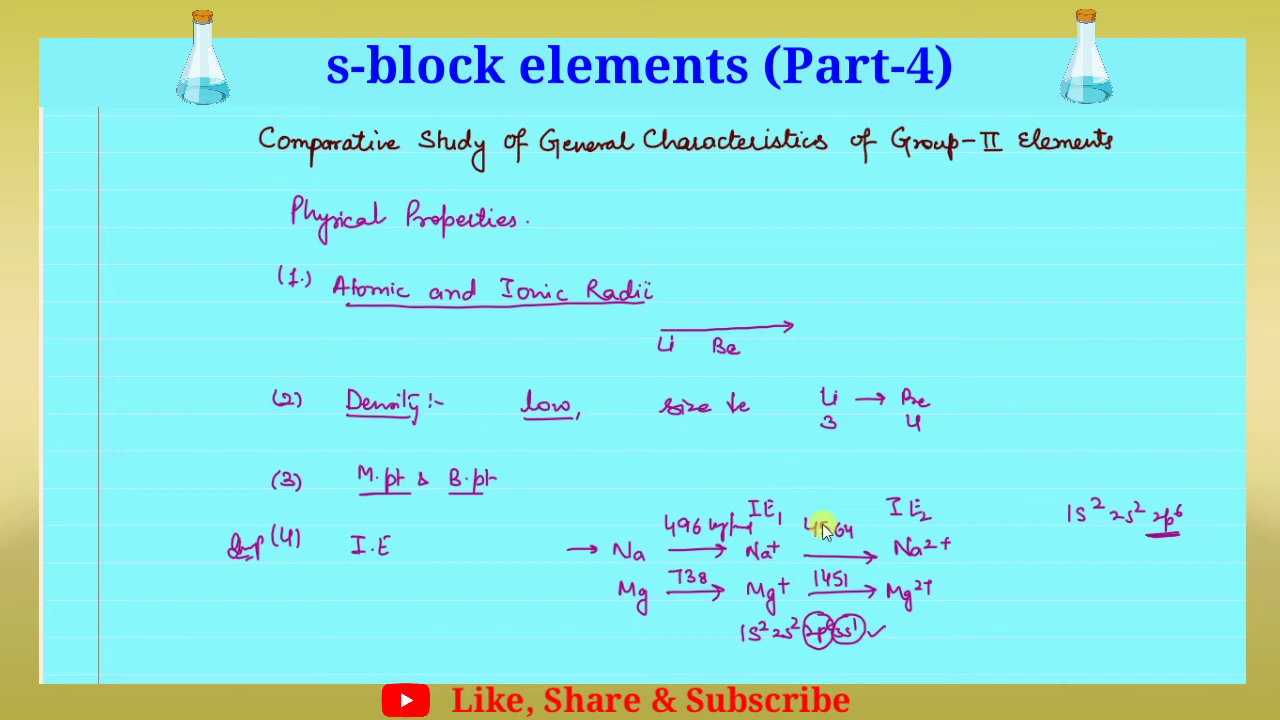 s-block elements (Part-4)
Comparative Study of General Characteristics of Group-II Elements
Physical Properties.
(1.) Atomic and Ionic Radii
Li Be
(2) Density:- low, size ↓e Li → Be
3 4
(3) M.pt & B.pt
Imp (4) I.E
→ Na 496 → Na⁺ IE₁ → Na²⁺ IE₂ 1s² 2s² 2p⁶
Mg 738 → Mg⁺ 1451 → Mg²⁺
1s² 2s² 2p⁶ 3s¹ ✓
Like, Share & Subscribe